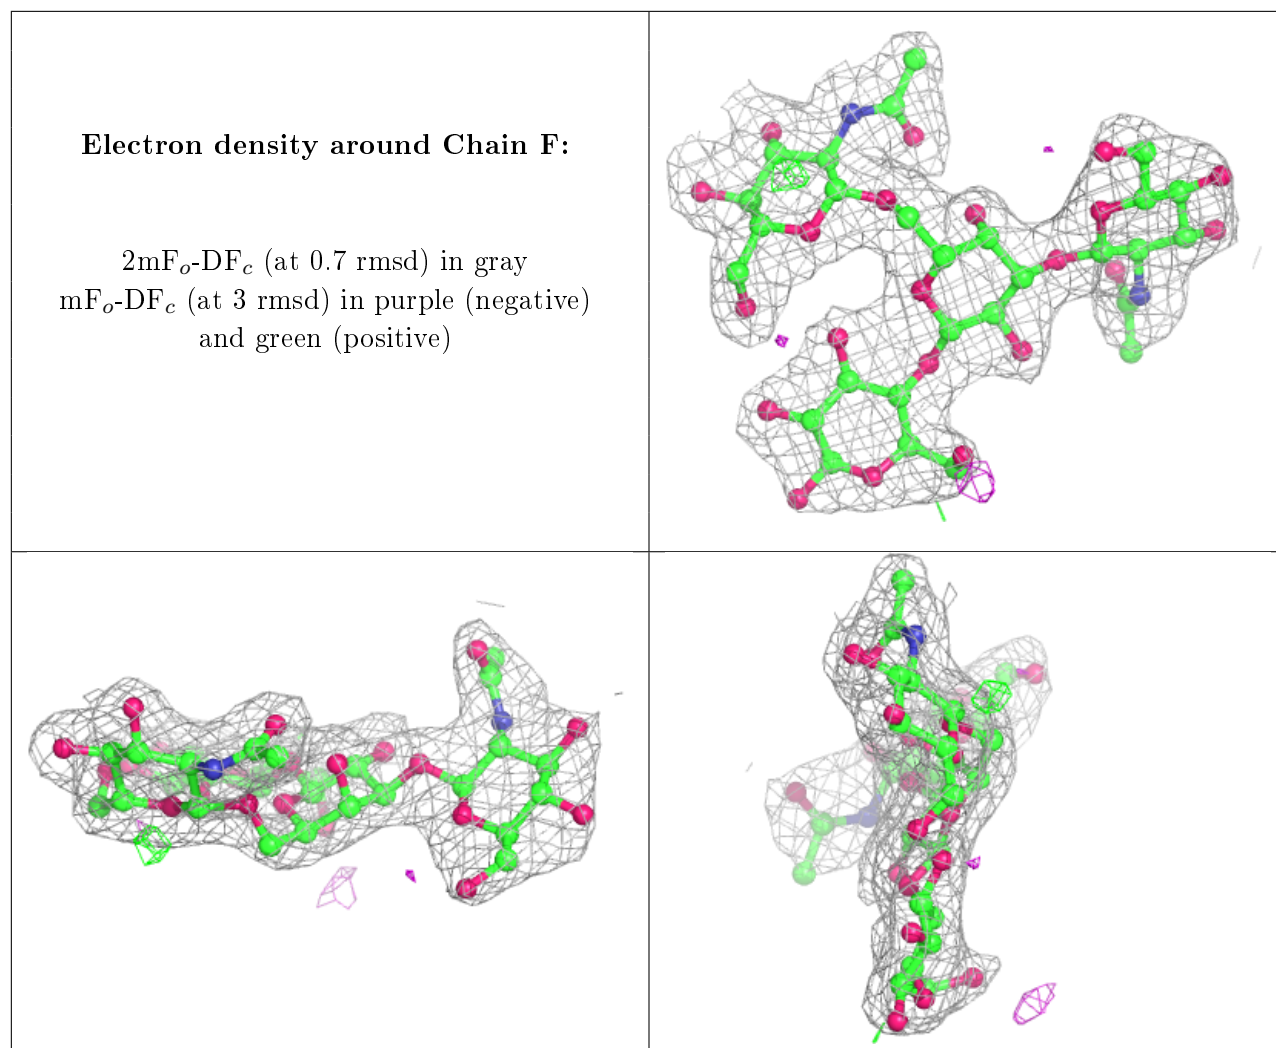 Electron density around Chain F:
2mFo-DFc (at 0.7 rmsd) in gray
mFo-DFc (at 3 rmsd) in purple (negative)
and green (positive)